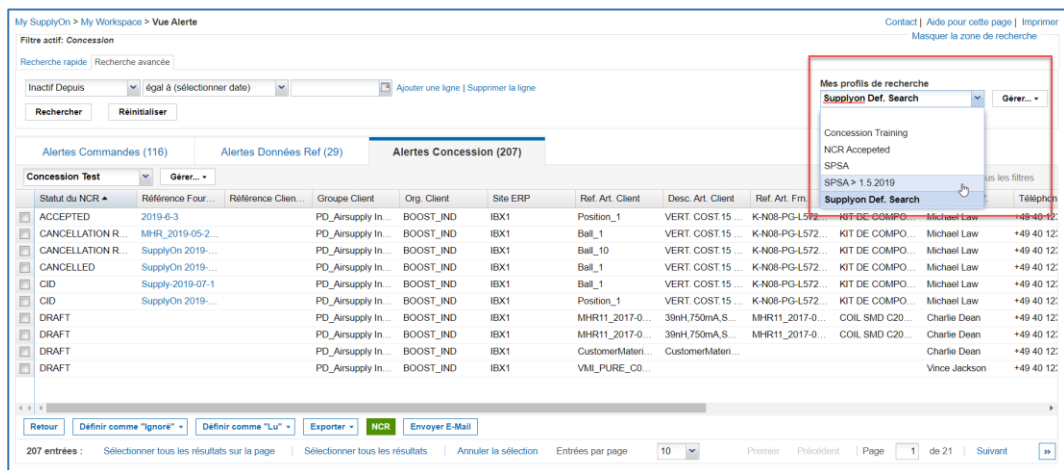 My SupplyOn > My Workspace > Vue Alerte
Contact | Aide pour cette page | Imprimer
Filtre actif: Concession
Masquer la zone de recherche
Recherche rapide Recherche avancée
Mes profils de recherche
Inactif Depuis égal à (sélectionner date) Ajouter une ligne | Supprimer la ligne
Supplyon Def. Search Gérer...
Rechercher Réinitialiser
Concession Training
NCR Accepeted
SPSA
SPSA > 1.5.2019
Supplyon Def. Search
Alertes Commandes (116) Alertes Données Ref (29) Alertes Concession (207)
Concession Test Gérer... les filtres
Statut du NCR Référence Four... Référence Clien... Groupe Client Org. Client Site ERP Ref. Art. Client Desc. Art. Client Ref. Art. Frn. Téléphon
ACCEPTED 2019-6-3 PD_Airsupply In... BOOST_IND IBX1 Position_1 VERT. COST.15 ... K-N08-PG-L572... KIT DE COMPO... Michael Law +49 40 12:
CANCELLATION R... MHR_2019-05-2... PD_Airsupply In... BOOST_IND IBX1 Ball_1 VERT. COST.15 ... K-N08-PG-L572... KIT DE COMPO... Michael Law +49 40 12:
CANCELLATION R... SupplyOn 2019-... PD_Airsupply In... BOOST_IND IBX1 Ball_10 VERT. COST.15 ... K-N08-PG-L572... KIT DE COMPO... Michael Law +49 40 12:
CANCELLED SupplyOn 2019-... PD_Airsupply In... BOOST_IND IBX1 Ball_1 VERT. COST.15 ... K-N08-PG-L572... KIT DE COMPO... Michael Law +49 40 12:
CID Supply-2019-07-1 PD_Airsupply In... BOOST_IND IBX1 Ball_1 VERT. COST.15 ... K-N08-PG-L572... KIT DE COMPO... Michael Law +49 40 12:
CID SupplyOn 2019-... PD_Airsupply In... BOOST_IND IBX1 Position_1 VERT. COST.15 ... K-N08-PG-L572... KIT DE COMPO... Michael Law +49 40 12:
DRAFT PD_Airsupply In... BOOST_IND IBX1 MHR11_2017-0... 39nH,750mA,S... MHR11_2017-0... COIL SMD C20... Charlie Dean +49 40 12:
DRAFT PD_Airsupply In... BOOST_IND IBX1 MHR11_2017-0... 39nH,750mA,S... MHR11_2017-0... COIL SMD C20... Charlie Dean +49 40 12:
DRAFT PD_Airsupply In... BOOST_IND IBX1 CustomerMateri... CustomerMateri... Charlie Dean +49 40 12:
DRAFT PD_Airsupply In... BOOST_IND IBX1 VMI_PURE_C0... Vince Jackson +49 40 12:
Retour Définir comme "Ignoré" Définir comme "Lu" Exporter NCR Envoyer E-Mail
207 entrées : Sélectionner tous les résultats sur la page | Sélectionner tous les résultats | Annuler la sélection Entrées par page 10 Premier Précédent | Page 1 de 21 | Suivant »